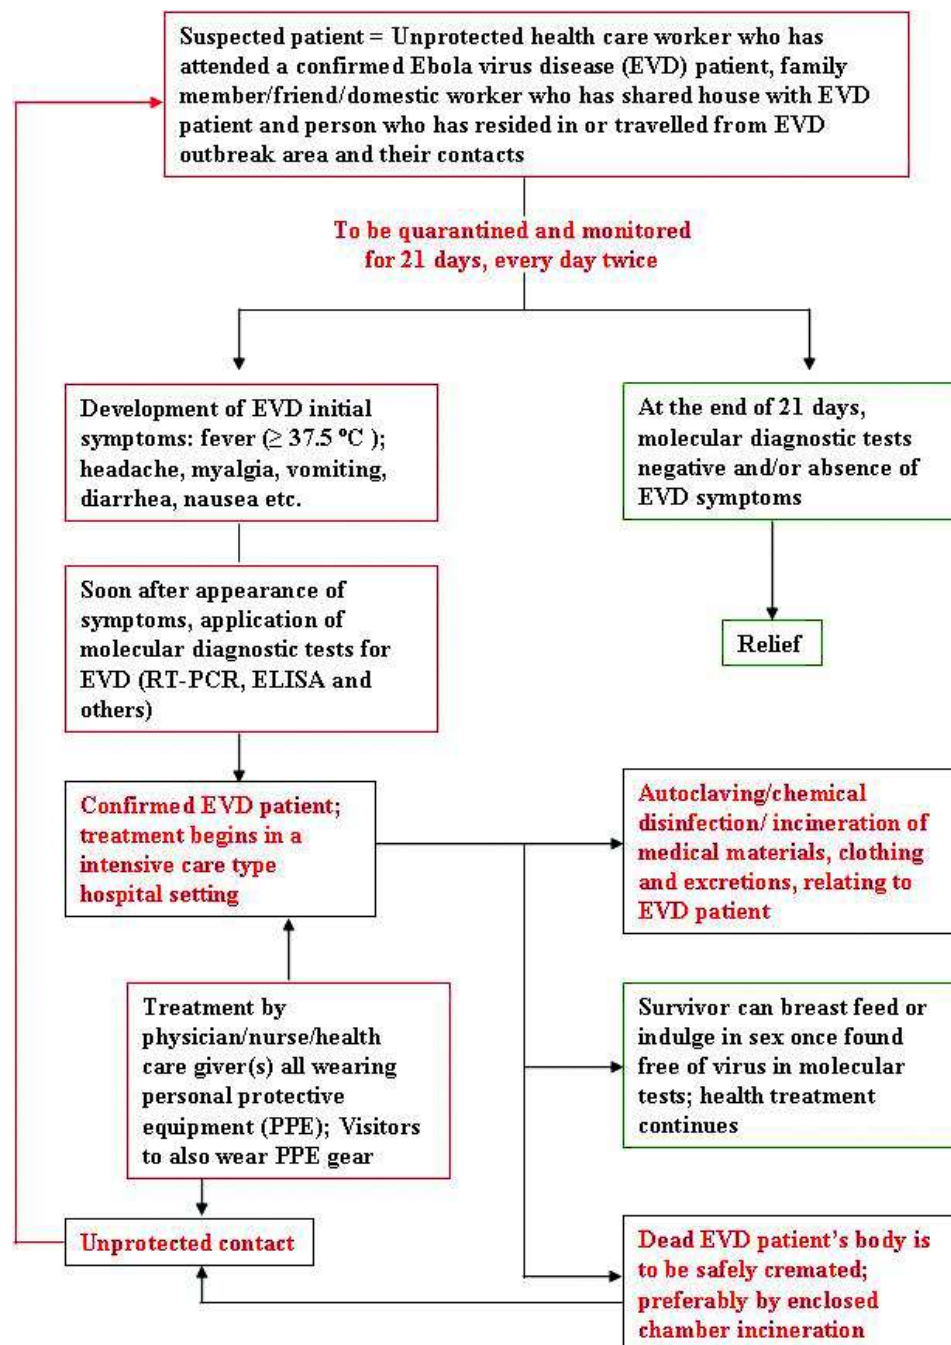 Suspected patient = Unprotected health care worker who has
attended a confirmed Ebola virus disease (EVD) patient, family
member/friend/domestic worker who has shared house with EVD
patient and person who has resided in or travelled from EVD
outbreak area and their contacts
To be quarantined and monitored
for 21 days, every day twice
Development of EVD initial
symptoms: fever (≥ 37.5 ºC );
headache, myalgia, vomiting,
diarrhea, nausea etc.
At the end of 21 days,
molecular diagnostic tests
negative and/or absence of
EVD symptoms
Soon after appearance of
symptoms, application of
molecular diagnostic tests for
EVD (RT-PCR, ELISA and
others)
Relief
Confirmed EVD patient;
treatment begins in a
intensive care type
hospital setting
Autoclaving/chemical
disinfection/ incineration of
medical materials, clothing
and excretions, relating to
EVD patient
Treatment by
physician/nurse/health
care giver(s) all wearing
personal protective
equipment (PPE); Visitors
to also wear PPE gear
Survivor can breast feed or
indulge in sex once found
free of virus in molecular
tests; health treatment
continues
Unprotected contact
Dead EVD patient's body is
to be safely cremated;
preferably by enclosed
chamber incineration